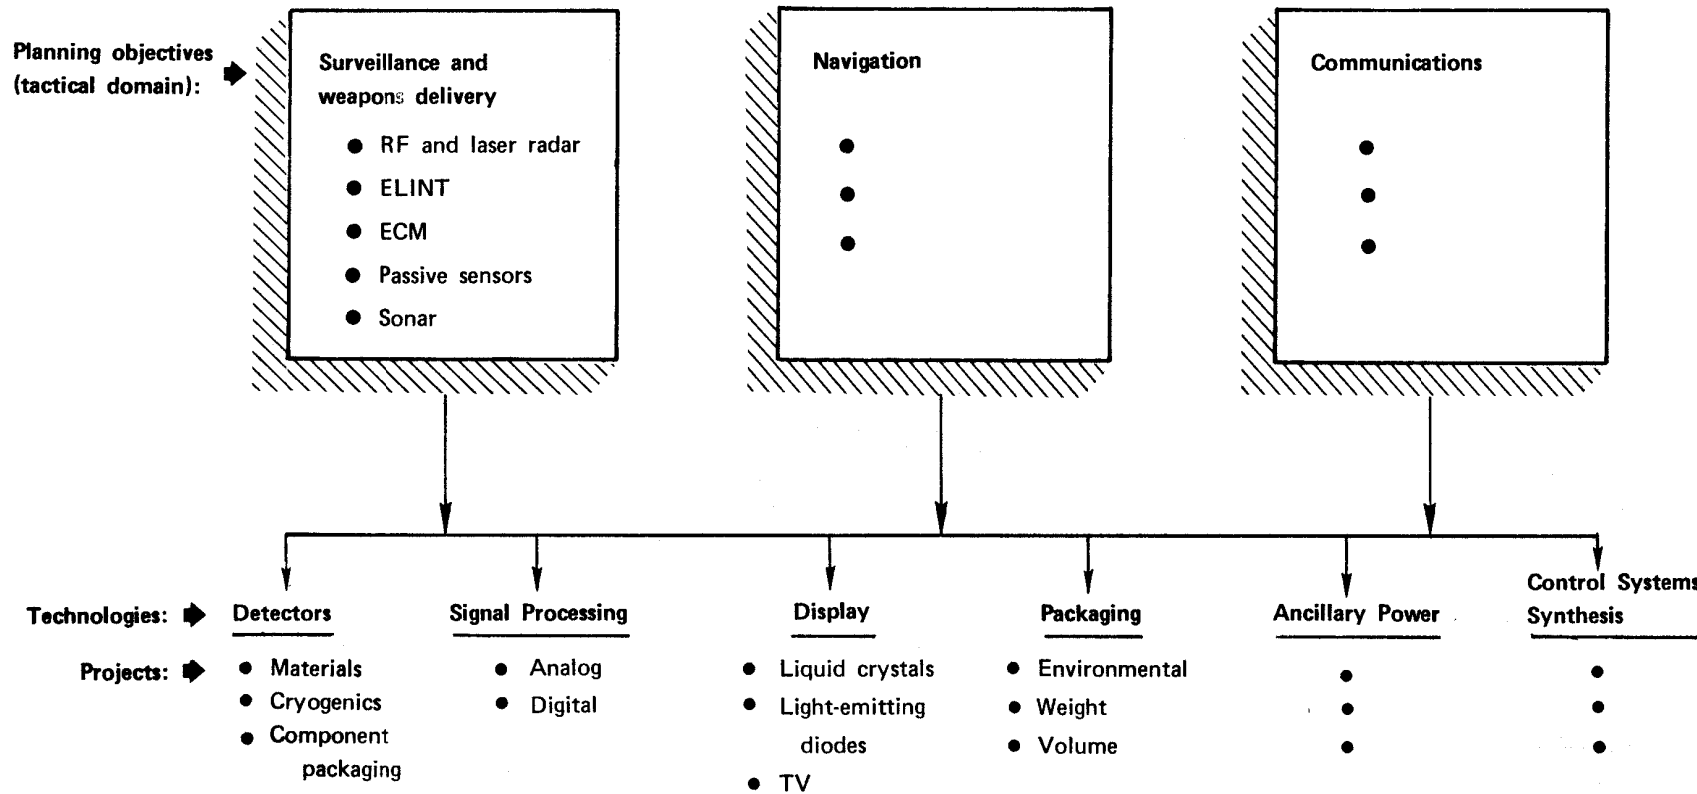 Planning objectives
(tactical domain):
Surveillance and
weapons delivery
● RF and laser radar
● ELINT
● ECM
● Passive sensors
● Sonar
Navigation
●
●
●
Communications
●
●
●
Technologies:
Detectors
Signal Processing
Display
Packaging
Ancillary Power
Control Systems
Synthesis
Projects:
● Materials
● Cryogenics
● Component
packaging
● Analog
● Digital
● Liquid crystals
● Light-emitting
diodes
● TV
● Environmental
● Weight
● Volume
●
●
●
●
●
●